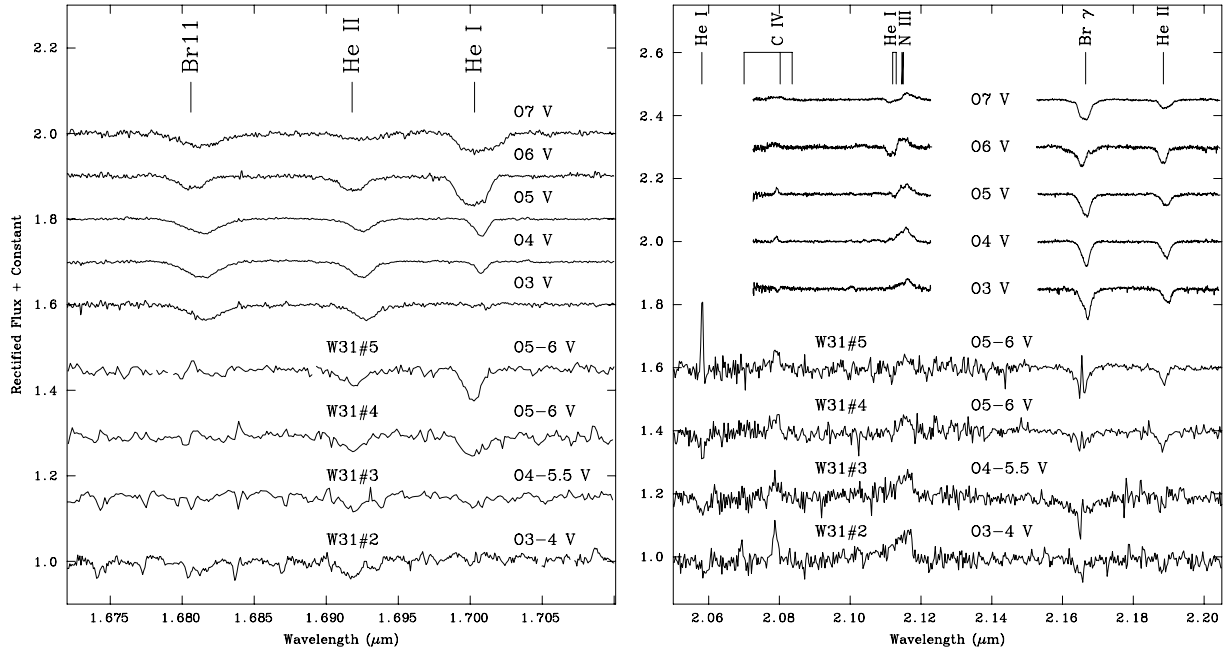 Br11
He II
He I
O7 V
O6 V
O5 V
O4 V
O3 V
W31#5 O5-6 V
W31#4 O5-6 V
W31#3 O4-5.5 V
W31#2 O3-4 V
2.2
2.0
1.8
1.6
1.4
1.2
1.0
Rectified Flux + Constant
1.675 1.680 1.685 1.690 1.695 1.700 1.705
Wavelength (μm)
He I
C IV
He I
N III
Br γ
He II
O7 V
O6 V
O5 V
O4 V
O3 V
W31#5 O5-6 V
W31#4 O5-6 V
W31#3 O4-5.5 V
W31#2 O3-4 V
2.6
2.4
2.2
2.0
1.8
1.6
1.4
1.2
1.0
2.06 2.08 2.10 2.12 2.14 2.16 2.18 2.20
Wavelength (μm)